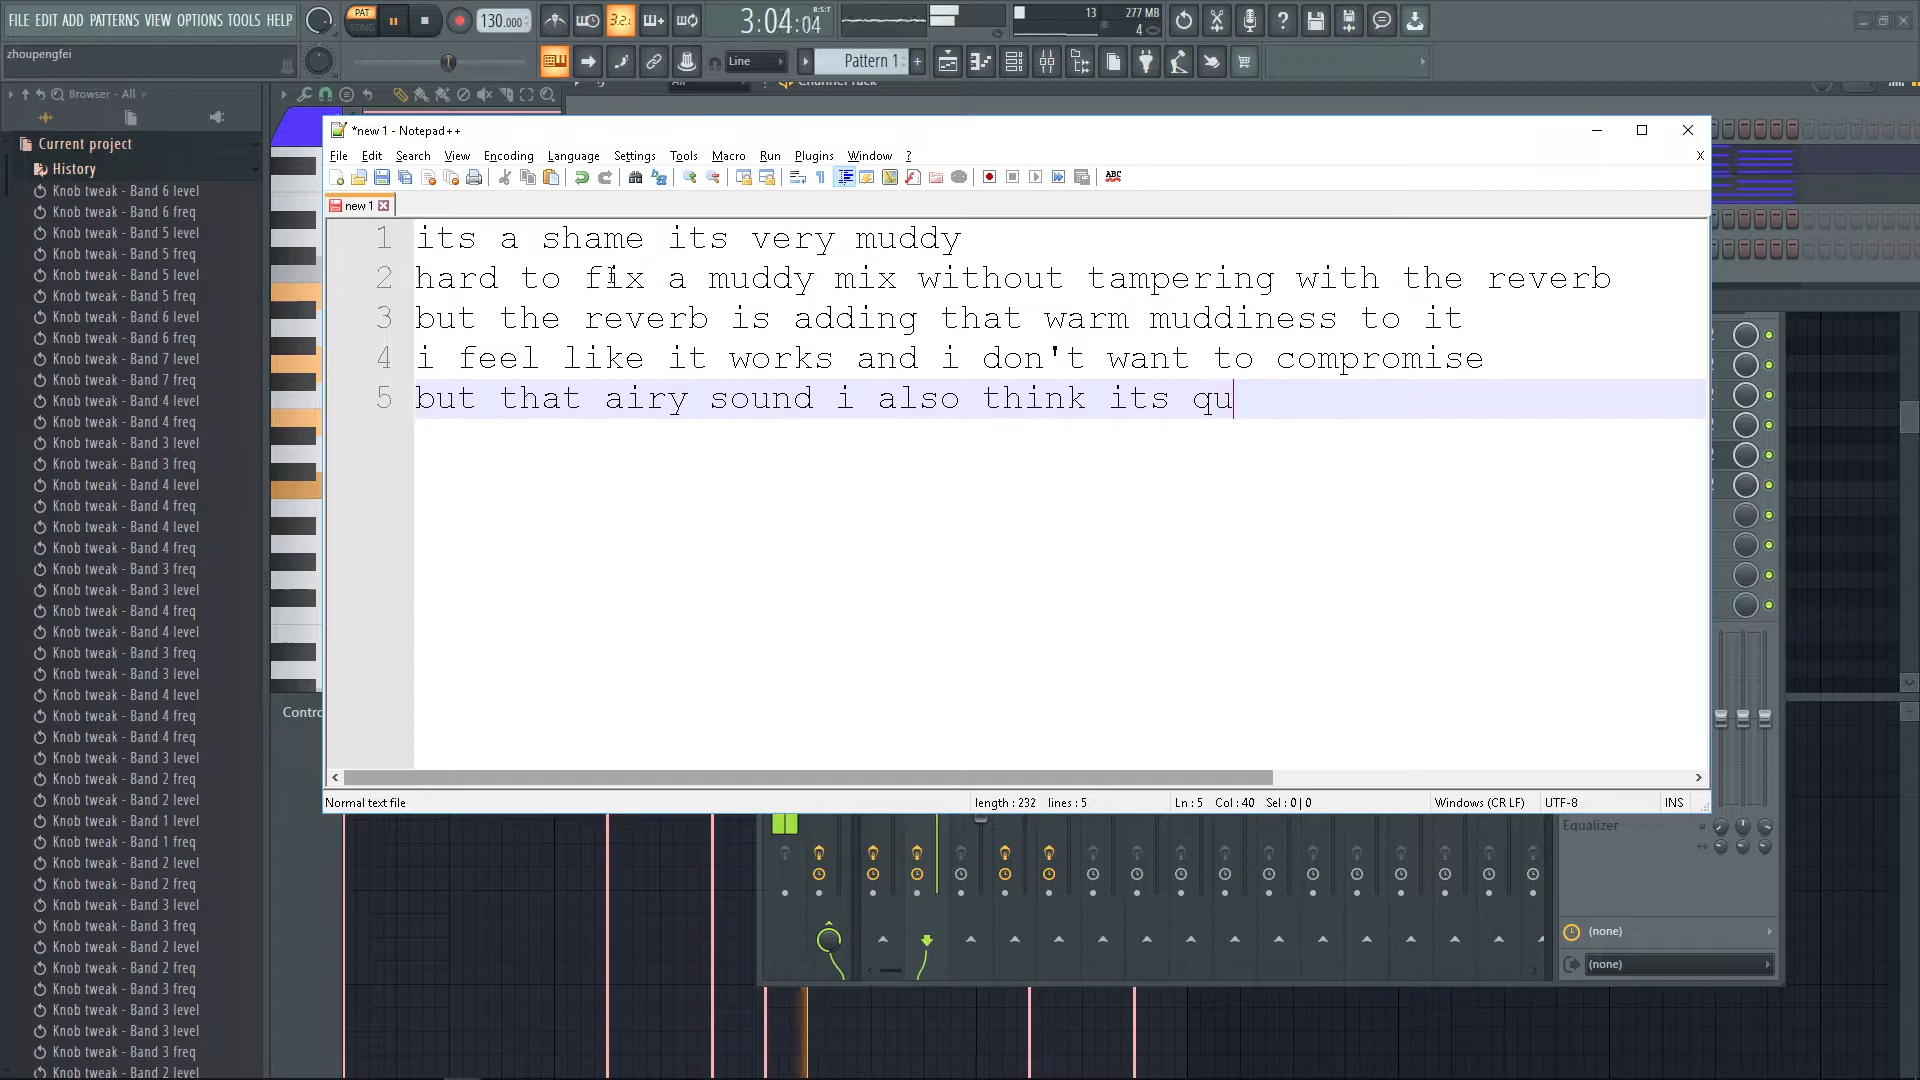 FILE EDIT ADD PATTERNS VIEW OPTIONS TOOLS HELP
PAT
SONG
130.000
3.2.
3:04:04
B:S:T
13
277 MB
4
zhoupengfei
Line
Pattern 1
Browser - All
Channel rack
Current project
History
Knob tweak - Band 6 level
Knob tweak - Band 6 freq
Knob tweak - Band 5 level
Knob tweak - Band 5 freq
Knob tweak - Band 5 level
Knob tweak - Band 5 freq
Knob tweak - Band 6 level
Knob tweak - Band 6 freq
Knob tweak - Band 7 level
Knob tweak - Band 7 freq
Knob tweak - Band 4 level
Knob tweak - Band 4 freq
Knob tweak - Band 3 level
Knob tweak - Band 3 freq
Knob tweak - Band 4 level
Knob tweak - Band 4 freq
Knob tweak - Band 4 level
Knob tweak - Band 4 freq
Knob tweak - Band 3 freq
Knob tweak - Band 3 level
Knob tweak - Band 4 freq
Knob tweak - Band 4 level
Knob tweak - Band 3 freq
Knob tweak - Band 3 level
Knob tweak - Band 4 level
Knob tweak - Band 4 freq
Knob tweak - Band 4 freq
Knob tweak - Band 3 level
Knob tweak - Band 2 freq
Knob tweak - Band 2 level
Knob tweak - Band 1 level
Knob tweak - Band 1 freq
Knob tweak - Band 2 level
Knob tweak - Band 2 freq
Knob tweak - Band 3 level
Knob tweak - Band 3 freq
Knob tweak - Band 2 level
Knob tweak - Band 2 freq
Knob tweak - Band 3 freq
Knob tweak - Band 3 level
Knob tweak - Band 3 level
Knob tweak - Band 3 freq
Knob tweak - Band 2 level
*new 1 - Notepad++
File Edit Search View Encoding Language Settings Tools Macro Run Plugins Window ?
X
ABC
new 1
1 its a shame its very muddy
2 hard to fix a muddy mix without tampering with the reverb
3 but the reverb is adding that warm muddiness to it
4 i feel like it works and i don't want to compromise
5 but that airy sound i also think its qu
Normal text file
length : 232 lines : 5
Ln : 5 Col : 40 Sel : 0 | 0
Windows (CR LF)
UTF-8
INS
Contro
Equalizer
(none)
(none)